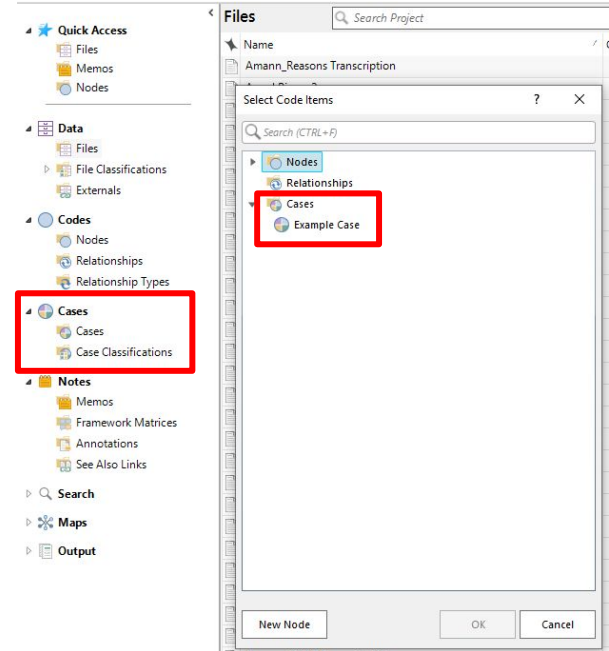 Quick Access
Files
Memos
Nodes
Data
Files
File Classifications
Externals
Codes
Nodes
Relationships
Relationship Types
Cases
Cases
Case Classifications
Notes
Memos
Framework Matrices
Annotations
See Also Links
Search
Maps
Output
Files
Search Project
Name
Amann_Reasons Transcription
Select Code Items
Search (CTRL+F)
Nodes
Relationships
Cases
Example Case
New Node
OK
Cancel